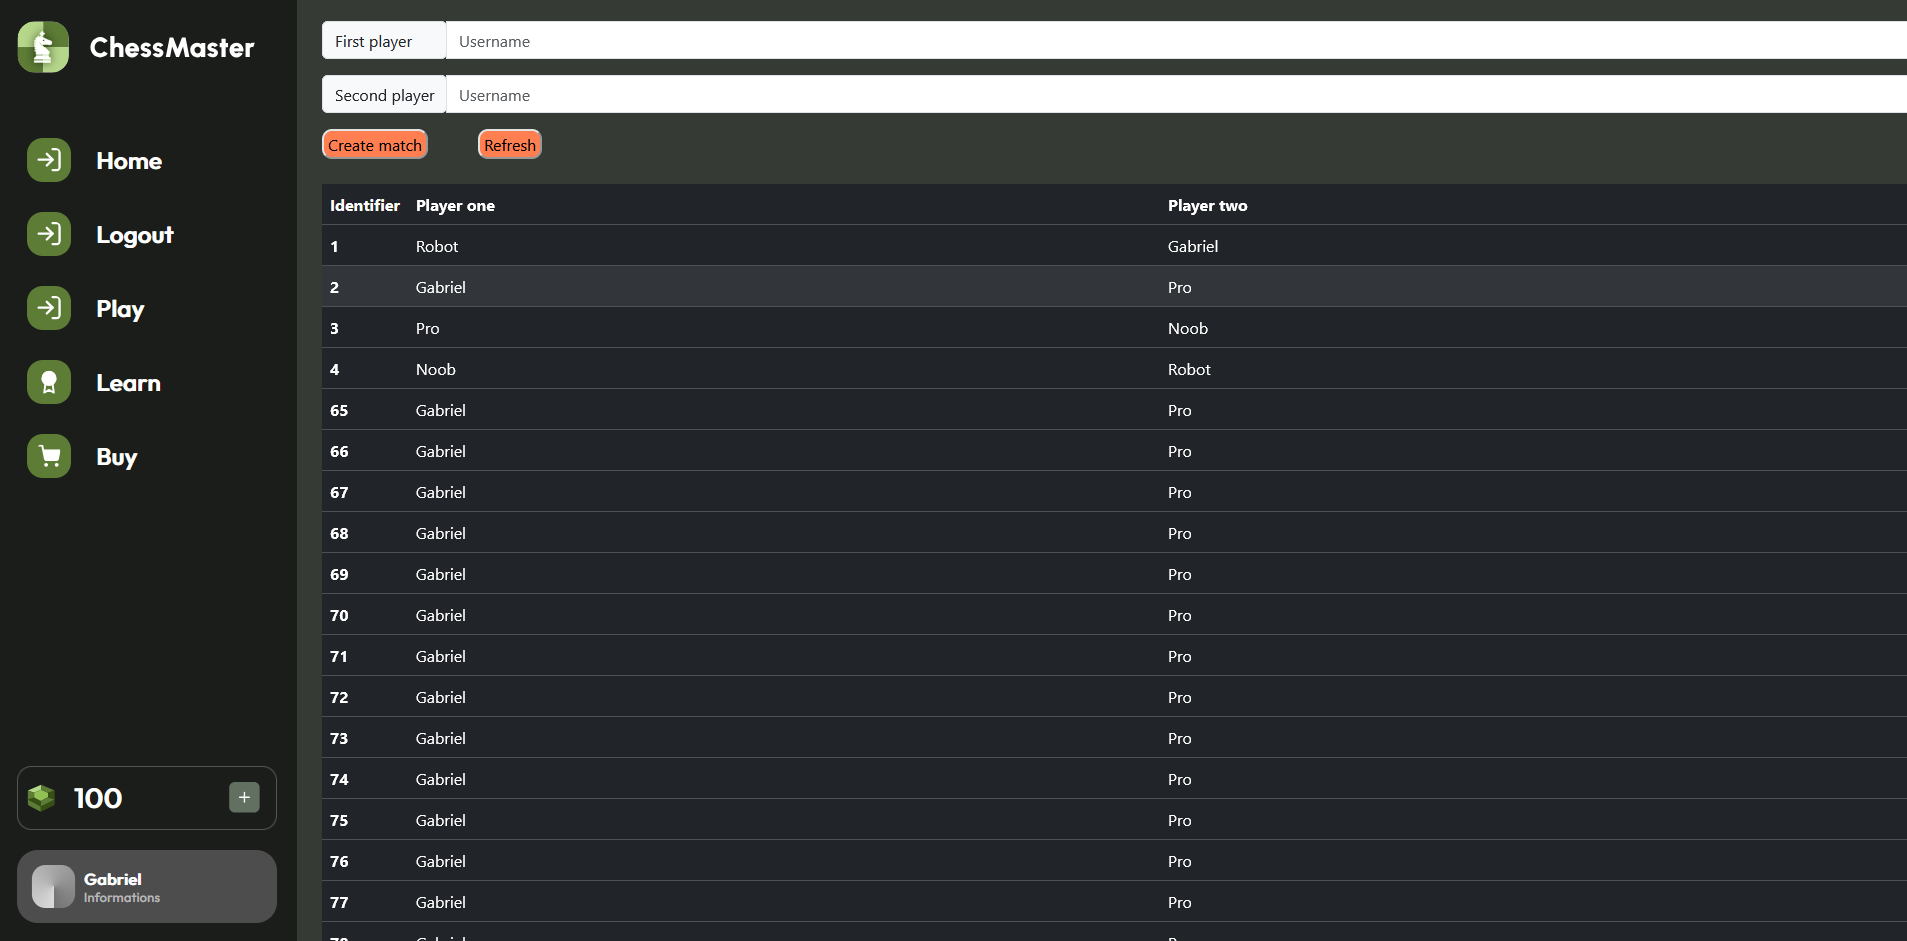 ChessMaster
Home
Logout
Play
Learn
Buy
100
+
Gabriel
Informations
First player Username
Second player Username
Create match Refresh
Identifier Player one Player two
1 Robot Gabriel
2 Gabriel Pro
3 Pro Noob
4 Noob Robot
65 Gabriel Pro
66 Gabriel Pro
67 Gabriel Pro
68 Gabriel Pro
69 Gabriel Pro
70 Gabriel Pro
71 Gabriel Pro
72 Gabriel Pro
73 Gabriel Pro
74 Gabriel Pro
75 Gabriel Pro
76 Gabriel Pro
77 Gabriel Pro